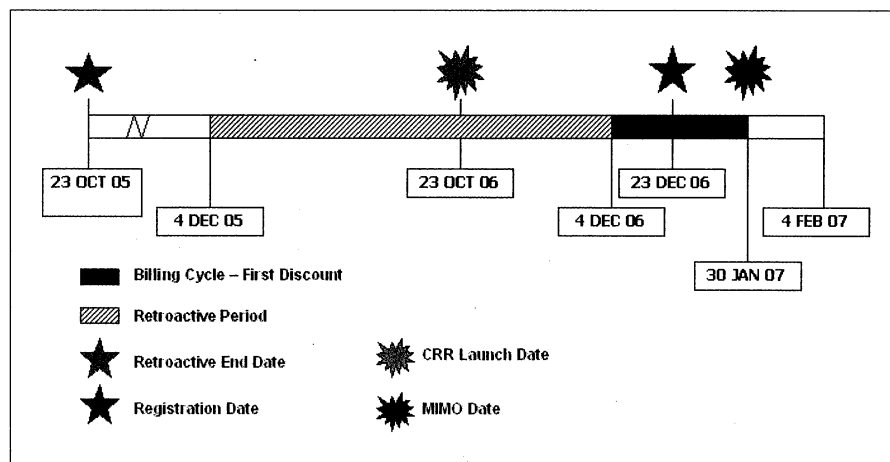 23 OCT 05
23 OCT 06
23 DEC 06
4 DEC 05
4 DEC 06
4 FEB 07
30 JAN 07
Billing Cycle – First Discount
Retroactive Period
Retroactive End Date
CRR Launch Date
Registration Date
MIMO Date